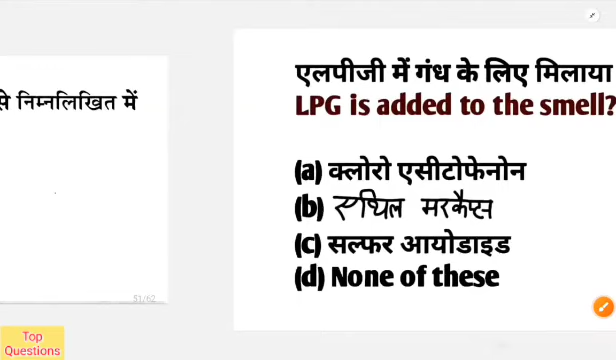 से निम्नलिखित में
51/62
एलपीजी में गंध के लिए मिलाया
LPG is added to the smell?
(a) क्लोरो एसीटोफेनोन
(b) एथिल मरकैप्स
(c) सल्फर आयोडाइड
(d) None of these
Top
Questions